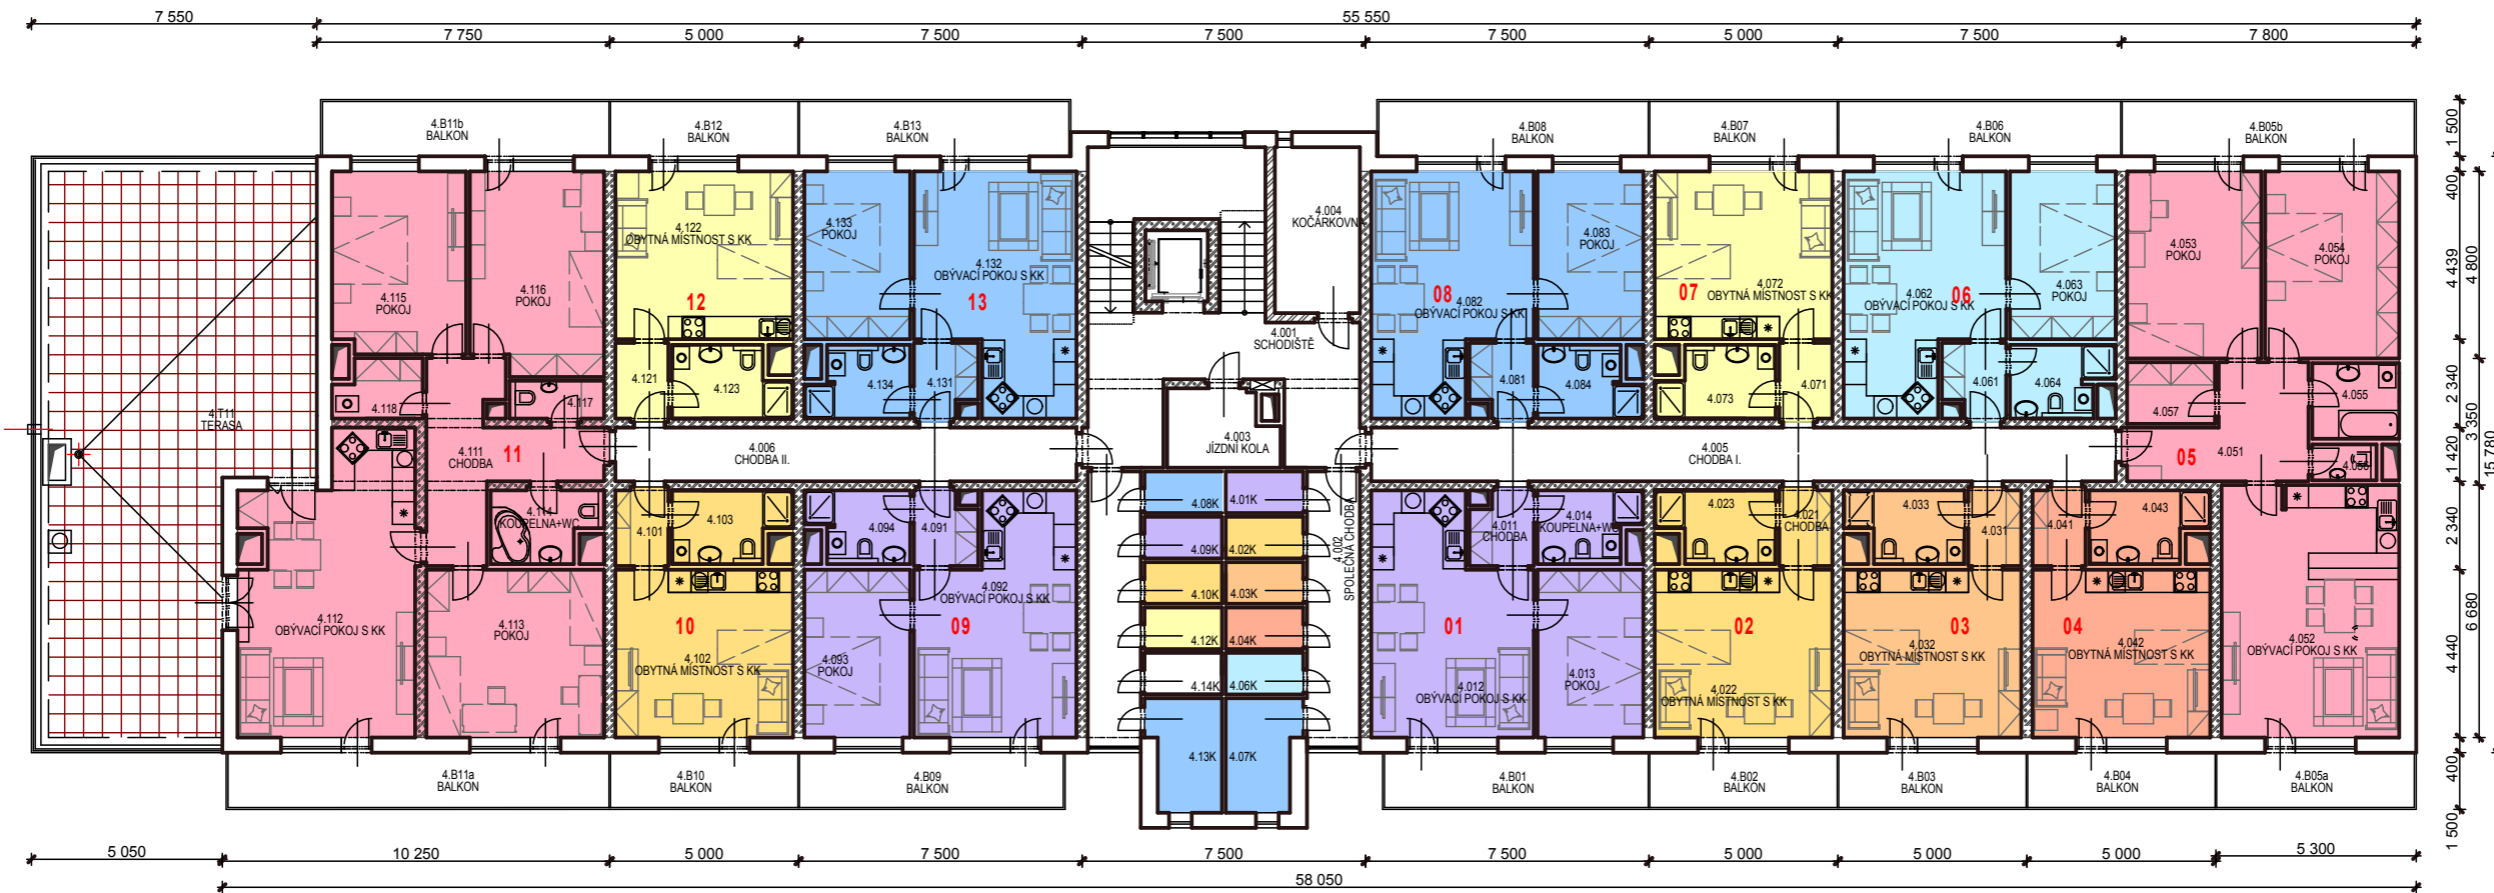 7 550
55 550
7 750
5 000
7 500
7 500
7 500
5 000
7 500
7 800
4.B11b
BALKON
4.B12
BALKON
4.B13
BALKON
4.B08
BALKON
4.B07
BALKON
4.B06
BALKON
4.B05b
BALKON
1 500
400
4 439
4 800
2 340
3 350
1 420
15 780
2 340
6 680
4 440
400
1 500
4.115
POKOJ
4.116
POKOJ
4.122
OBYTNÁ MÍSTNOST S KK
12
4.133
POKOJ
4.132
OBÝVACÍ POKOJ S KK
13
4.004
KOČÁRKOVNA
4.001
SCHODIŠTĚ
08
4.082
OBÝVACÍ POKOJ S KK
4.083
POKOJ
07
4.072
OBYTNÁ MÍSTNOST S KK
4.062
OBÝVACÍ POKOJ S KK
06
4.063
POKOJ
4.053
POKOJ
4.054
POKOJ
4.T11
TERASA
4.118
4.117
4.121
4.123
4.134
4.131
4.081
4.084
4.073
4.071
4.061
4.064
4.057
4.055
4.111
CHODBA
11
4.006
CHODBA II.
4.003
JÍZDNÍ KOLA
4.005
CHODBA I.
05
4.051
4.056
4.114
KOUPELNA+WC
4.101
4.103
4.094
4.091
4.08K
4.01K
4.09K
4.02K
4.10K
4.03K
4.12K
4.04K
4.14K
4.06K
4.13K
4.07K
4.002
SPOLEČNÁ CHODBA
4.011
CHODBA
4.014
KOUPELNA+WC
4.023
4.021
CHODBA
4.033
4.031
4.041
4.043
4.112
OBÝVACÍ POKOJ S KK
4.113
POKOJ
10
4.102
OBYTNÁ MÍSTNOST S KK
4.093
POKOJ
4.092
OBÝVACÍ POKOJ S KK
09
01
4.012
OBÝVACÍ POKOJ S KK
4.013
POKOJ
02
4.022
OBYTNÁ MÍSTNOST S KK
03
4.032
OBYTNÁ MÍSTNOST S KK
04
4.042
OBYTNÁ MÍSTNOST S KK
4.052
OBÝVACÍ POKOJ S KK
4.B11a
BALKON
4.B10
BALKON
4.B09
BALKON
4.B01
BALKON
4.B02
BALKON
4.B03
BALKON
4.B04
BALKON
4.B05a
BALKON
5 050
10 250
5 000
7 500
7 500
7 500
5 000
5 000
5 000
5 300
58 050